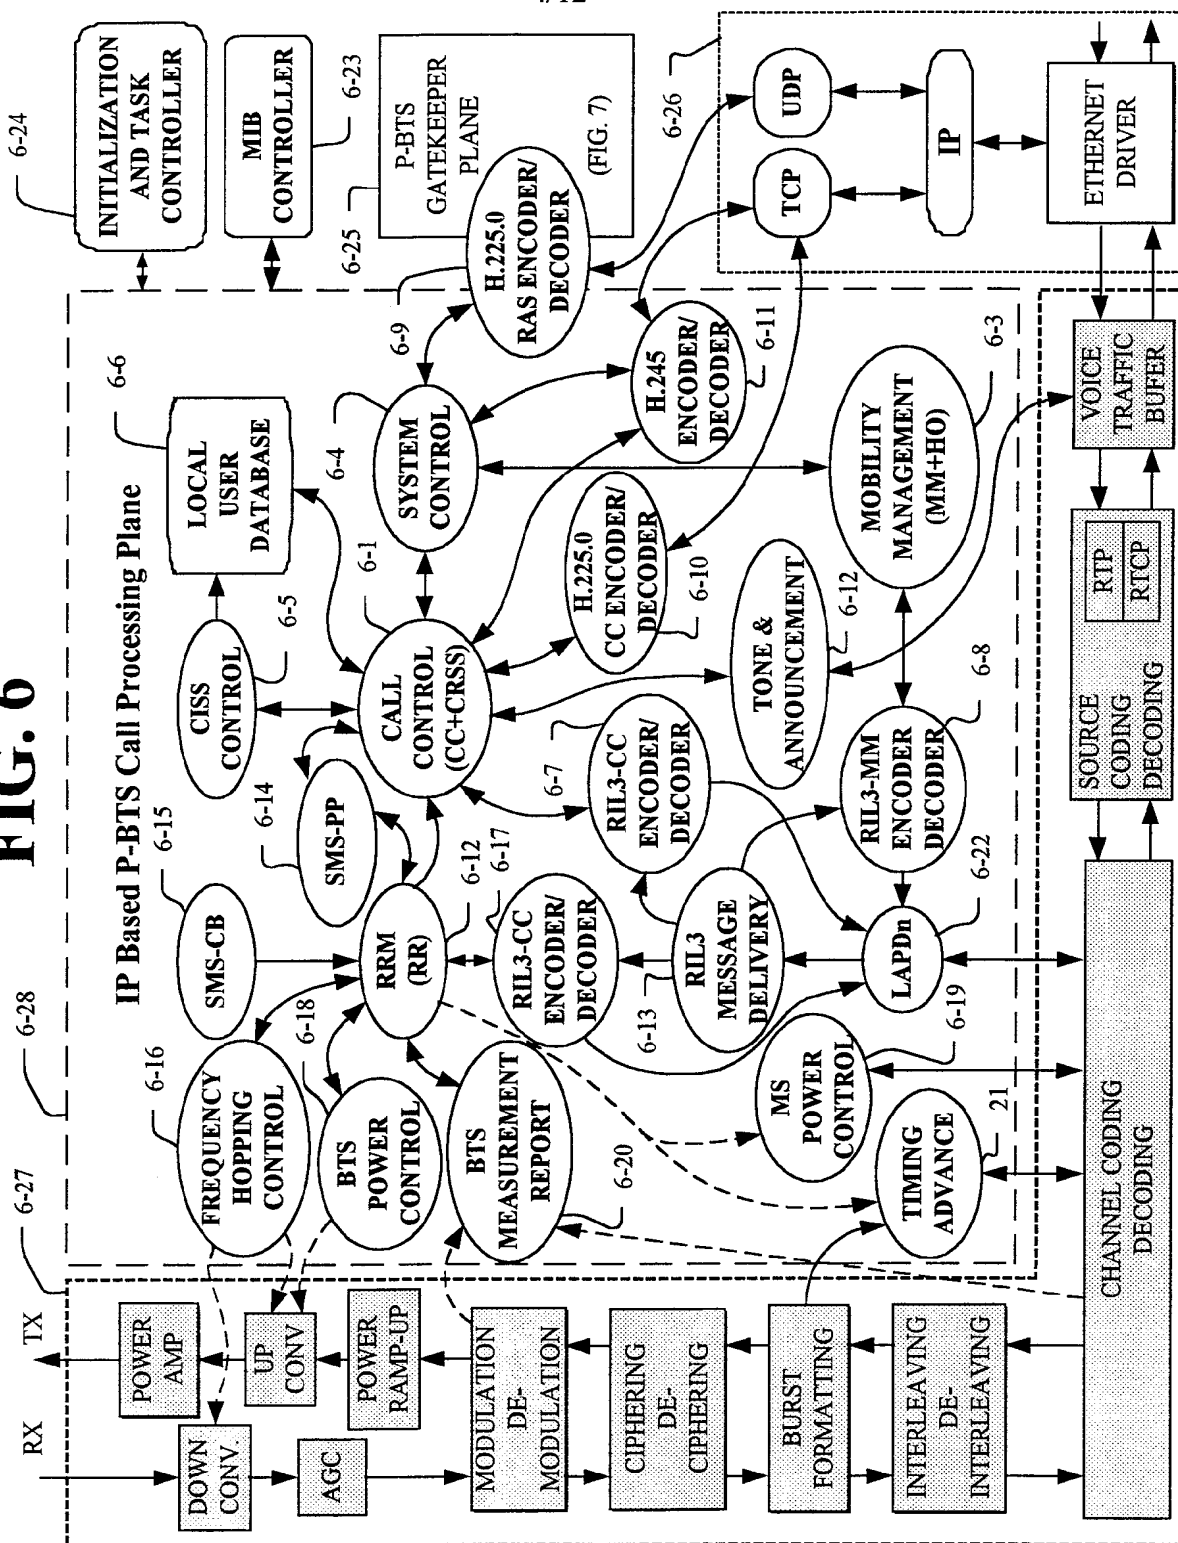 4/12
FIG. 6
IP Based P-BTS Call Processing Plane
6-27
6-28
6-24
INITIALIZATION
AND TASK
CONTROLLER
6-23
MIB
CONTROLLER
6-25
P-BTS
GATEKEEPER
PLANE
(FIG. 7)
6-26
RX
TX
DOWN
CONV.
AGC
POWER
AMP
UP
CONV
POWER
RAMP-UP
MODULATION
DE-
MODULATION
CIPHERING
DE-
CIPHERING
BURST
FORMATTING
INTERLEAVING
DE-
INTERLEAVING
CHANNEL CODING
DECODING
6-16
FREQUENCY
HOPPING
CONTROL
6-18
BTS
POWER
CONTROL
BTS
MEASUREMENT
REPORT
6-20
MS
POWER
CONTROL
6-19
TIMING
ADVANCE
21
6-15
SMS-CB
6-14
SMS-PP
RRM
(RR)
6-12
6-17
RIL3-CC
ENCODER/
DECODER
6-13
RIL3
MESSAGE
DELIVERY
LAPDn
6-22
CISS
CONTROL
6-5
LOCAL
USER
DATABASE
6-6
CALL
CONTROL
(CC+CRSS)
6-1
SYSTEM
CONTROL
6-4
6-9
H.225.0
RAS ENCODER/
DECODER
H.245
ENCODER/
DECODER
6-11
H.225.0
CC ENCODER/
DECODER
6-10
6-7
RIL3-CC
ENCODER/
DECODER
TONE &
ANNOUNCEMENT
6-12
MOBILITY
MANAGEMENT
(MM+HO)
6-3
RIL3-MM
ENCODER
DECODER
6-8
UDP
TCP
IP
ETHERNET
DRIVER
VOICE
TRAFFIC
BUFER
SOURCE
CODING
DECODING
RTP
RTCP